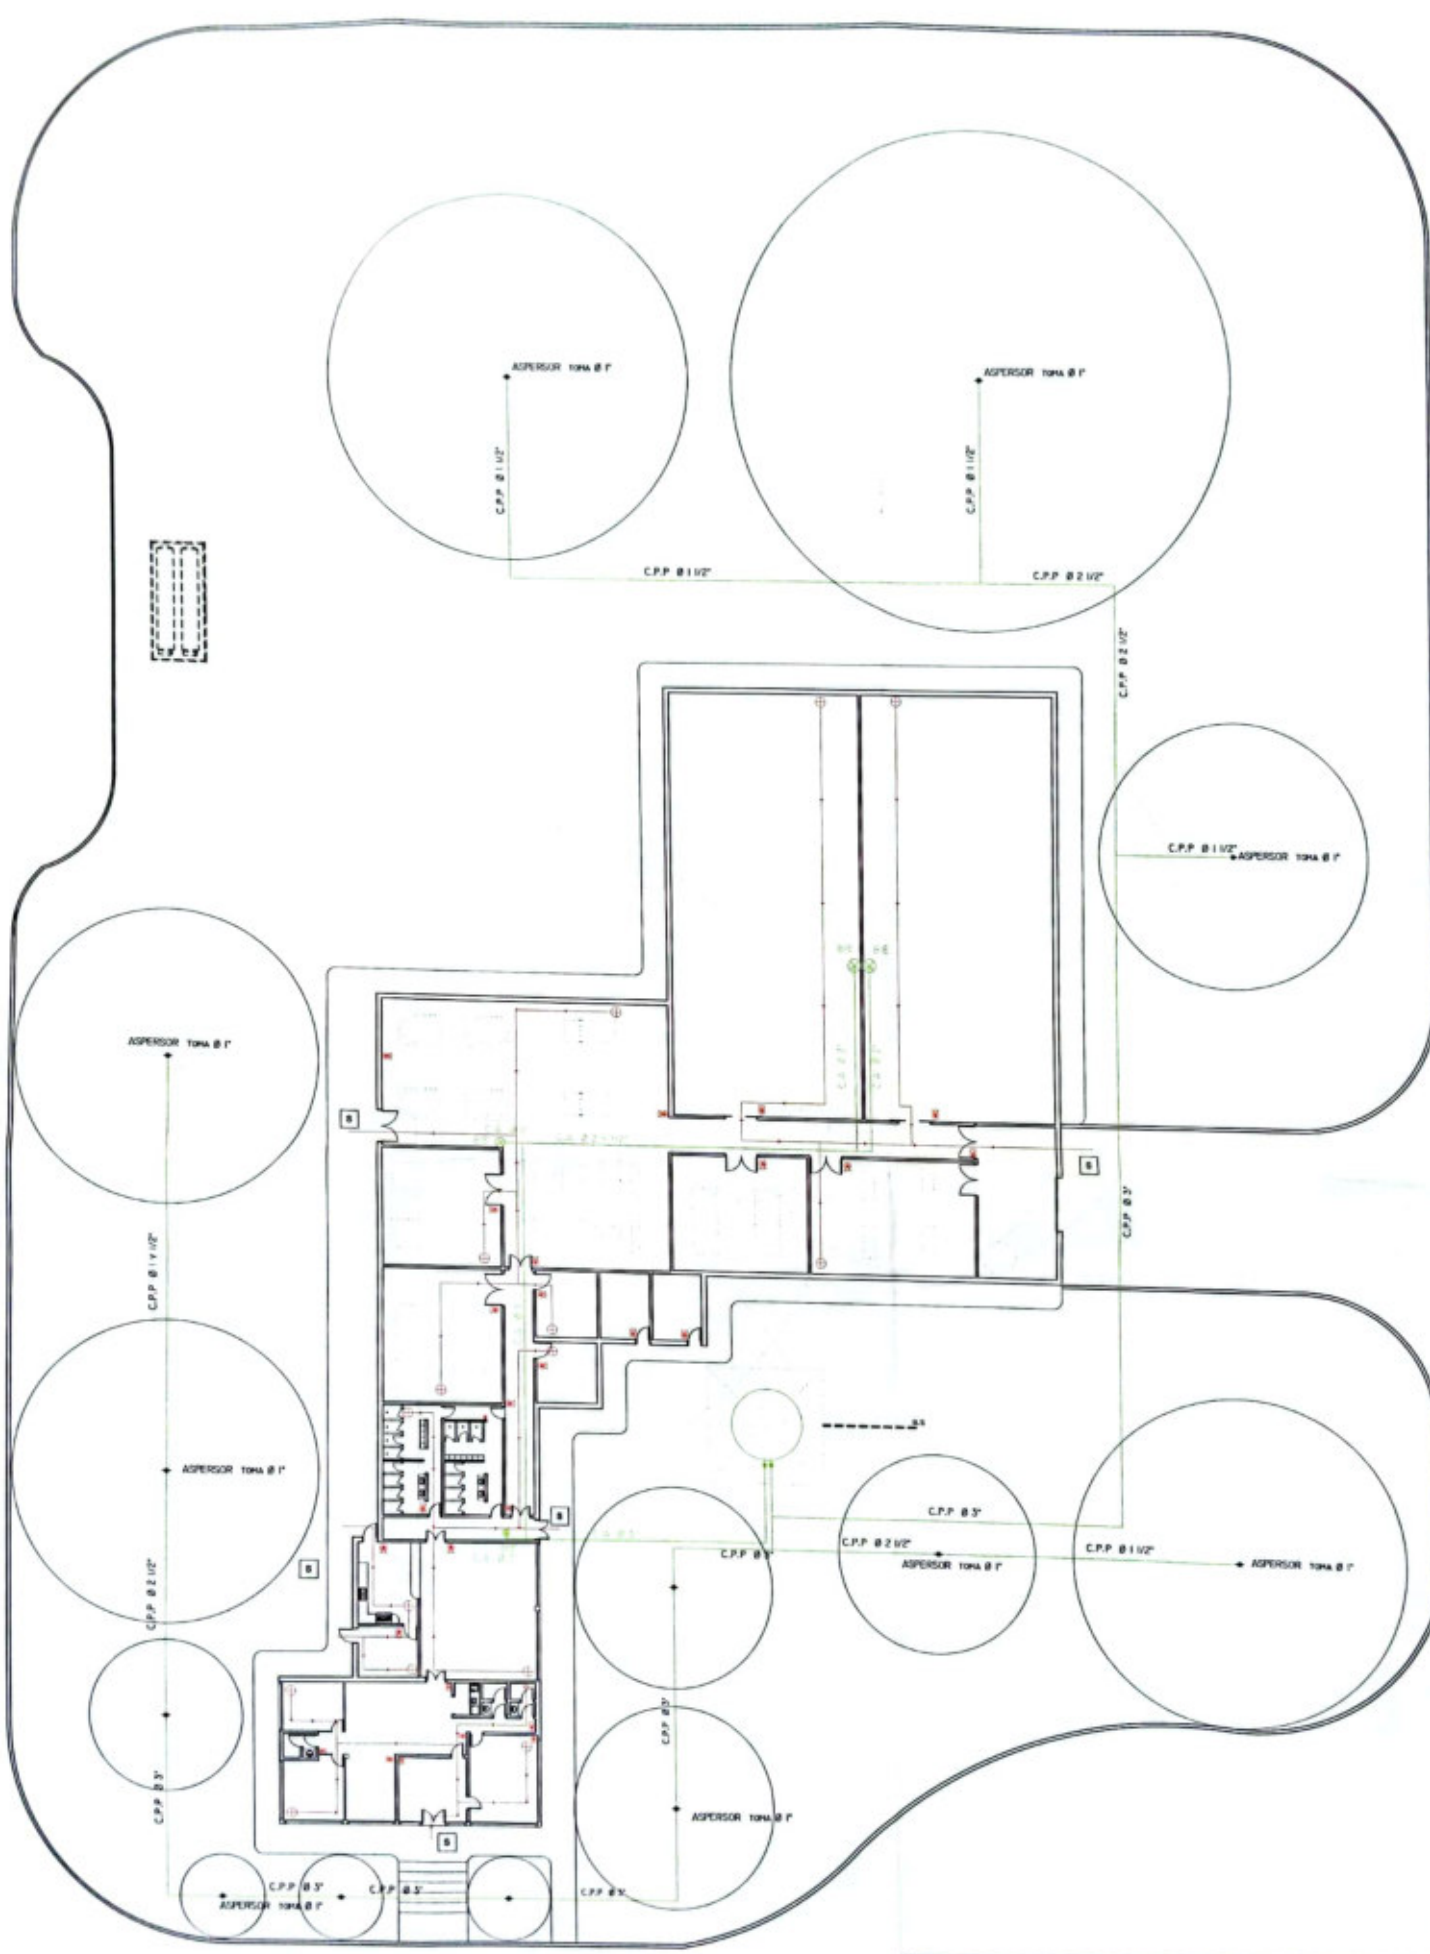 ASPERSOR TOMA Ø 1"
ASPERSOR TOMA Ø 1"
C.P.P Ø 1 1/2"
C.P.P Ø 1 1/2"
C.P.P Ø 1 1/2"
C.P.P Ø 2 1/2"
C.P.P Ø 2 1/2"
C.P.P Ø 1 1/2"
ASPERSOR TOMA Ø 1"
ASPERSOR TOMA Ø 1"
S
S
C.P.P Ø 3"
C.P.P Ø 1 Y 1/2"
ASPERSOR TOMA Ø 1"
S
C.P.P Ø 3"
C.P.P Ø 2 1/2"
C.P.P Ø 1 1/2"
ASPERSOR TOMA Ø 1"
ASPERSOR TOMA Ø 1"
S
C.P.P Ø 2 1/2"
C.P.P Ø 3"
C.P.P Ø 3"
ASPERSOR TOMA Ø 1"
S
C.P.P Ø 3"
C.P.P Ø 3"
C.P.P Ø 3"
ASPERSOR TOMA Ø 1"